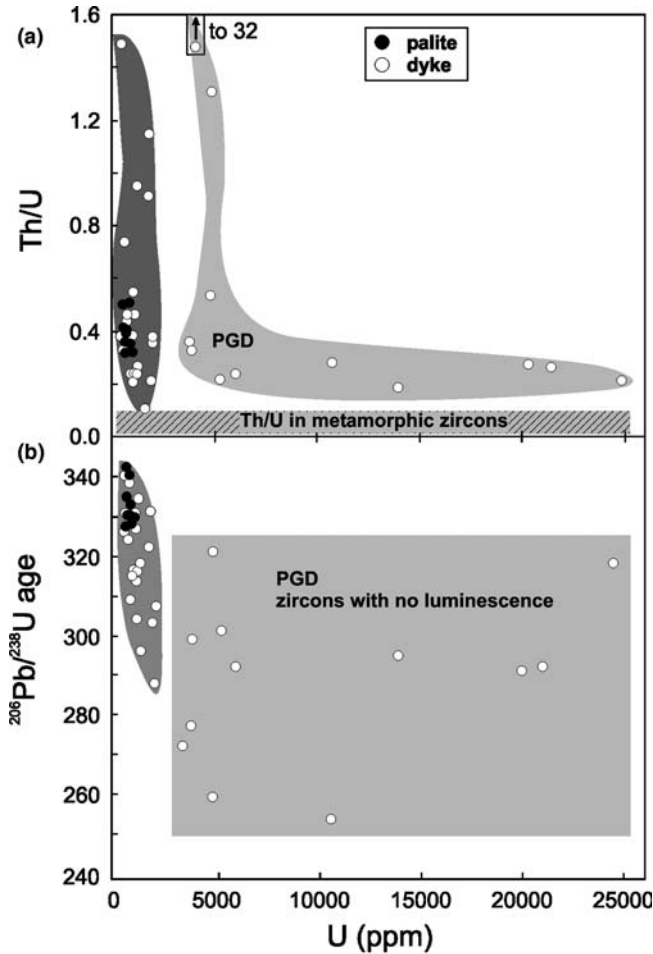 (a)
1.6
to 32
palite
dyke
1.2
Th/U
0.8
0.4
PGD
Th/U in metamorphic zircons
0.0
(b)
340
320
PGD
zircons with no luminescence
300
²⁰⁶Pb/²³⁸U age
280
260
240
0 5000 10000 15000 20000 25000
U (ppm)